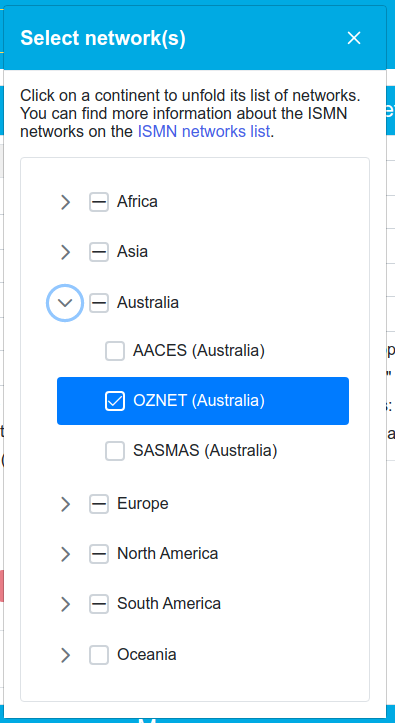 Select network(s)
Click on a continent to unfold its list of networks.
You can find more information about the ISMN
networks on the ISMN networks list.
Africa
Asia
Australia
AACES (Australia)
OZNET (Australia)
SASMAS (Australia)
Europe
North America
South America
Oceania